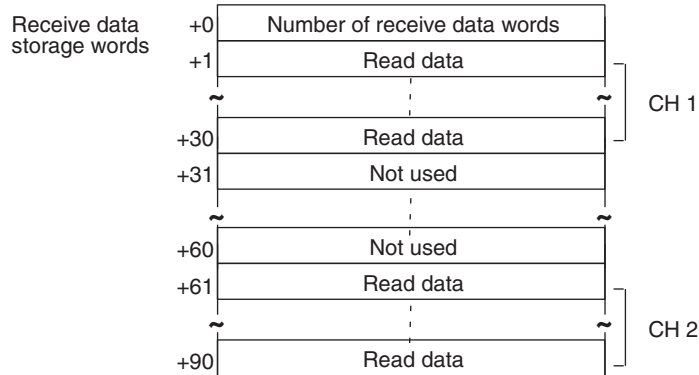 Receive data
storage words
+0 Number of receive data words
+1 Read data
CH 1
+30 Read data
+31 Not used
+60 Not used
+61 Read data
CH 2
+90 Read data